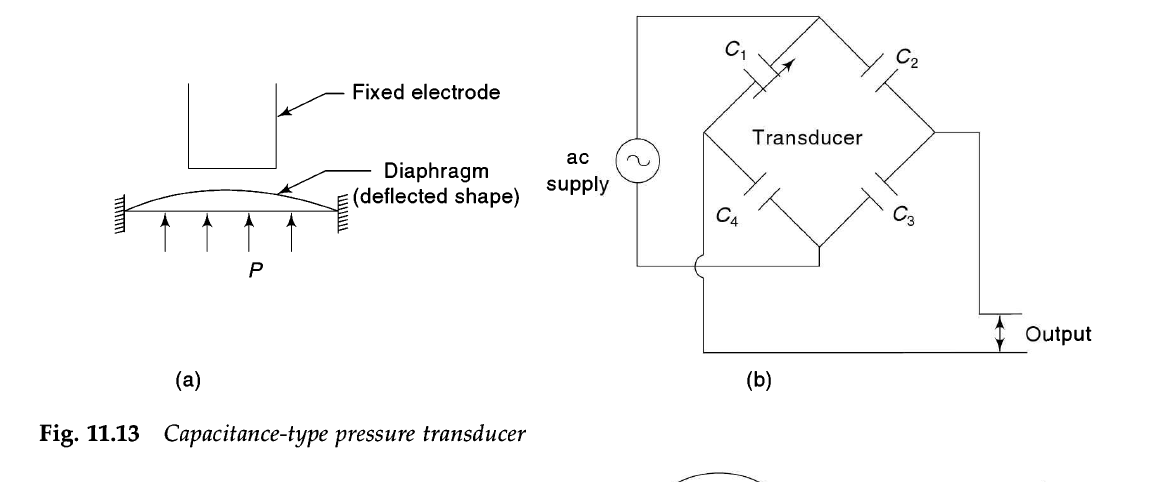 Fixed electrode
Diaphragm
(deflected shape)
P
(a)
C1
C2
Transducer
ac
supply
C4
C3
Output
(b)
Fig. 11.13 Capacitance-type pressure transducer